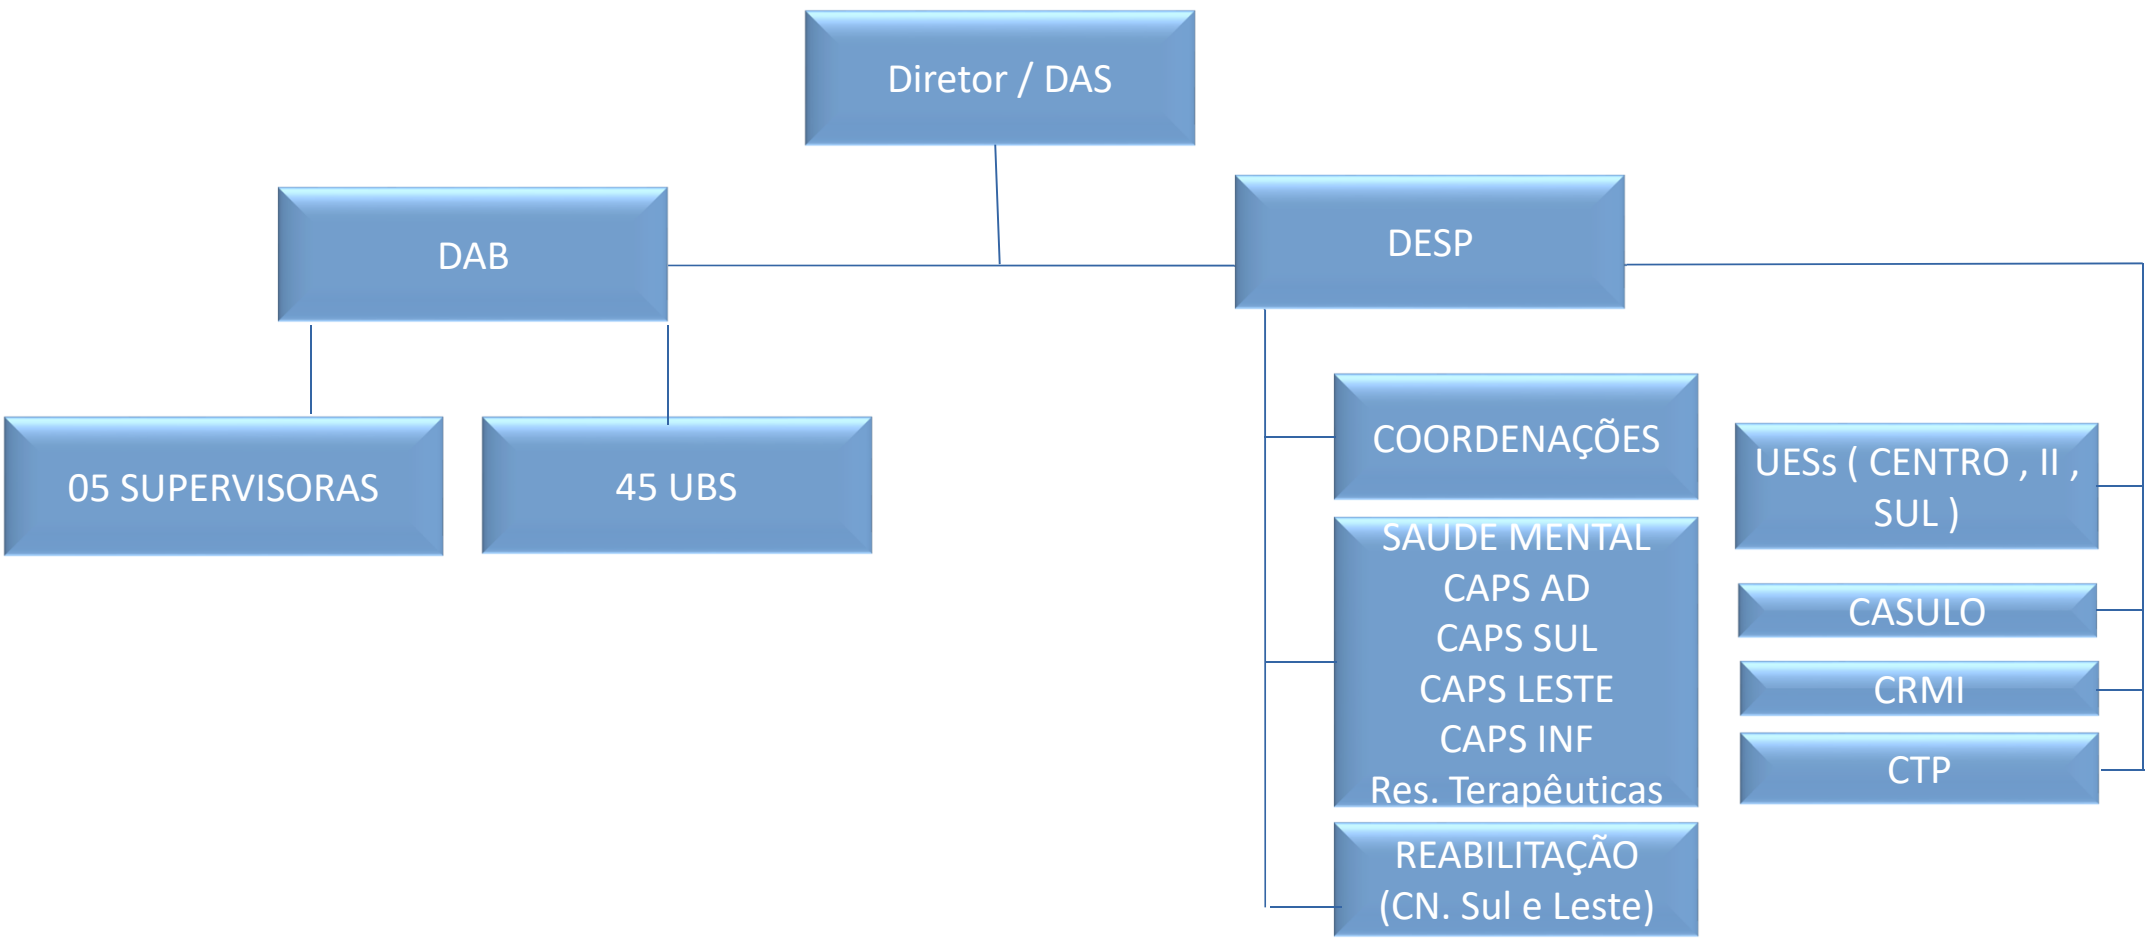 Diretor / DAS
DAB
DESP
05 SUPERVISORAS
45 UBS
COORDENAÇÕES
SAUDE MENTAL
CAPS AD
CAPS SUL
CAPS LESTE
CAPS INF
Res. Terapêuticas
REABILITAÇÃO
(CN. Sul e Leste)
UESs ( CENTRO , II ,
SUL )
CASULO
CRMI
CTP